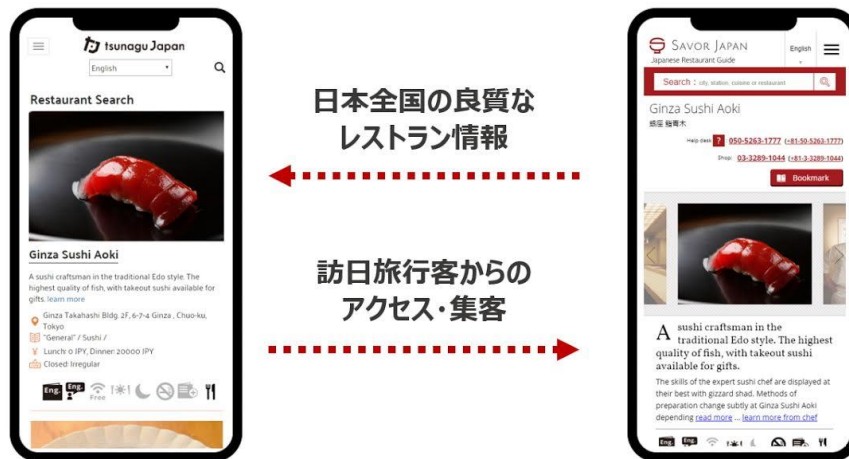 tsunagu Japan
English
Restaurant Search
Ginza Sushi Aoki
A sushi craftsman in the traditional Edo style. The
highest quality of fish, with takeout sushi available for
gifts. learn more
Ginza Takahashi Bldg. 2F, 6-7-4 Ginza , Chuo-ku,
Tokyo
"General" / Sushi /
Lunch: 0 JPY, Dinner: 20000 JPY
Closed: Irregular
Eng. Eng. Free
日本全国の良質な
レストラン情報
訪日旅行客からの
アクセス・集客
SAVOR JAPAN
Japanese Restaurant Guide
English
Search : city, station, cuisine or restaurant
Ginza Sushi Aoki
銀座 鮨青木
Help desk ? 050-5263-1777 (+81-50-5263-1777)
Shop: 03-3289-1044 (+81-3-3289-1044)
Bookmark
A sushi craftsman in the
traditional Edo style. The highest
quality of fish, with takeout sushi
available for gifts.
The skills of the expert sushi chef are displayed at
their best with gizzard shad. Methods of
preparation change subtly at Ginza Sushi Aoki
depending read more ... learn more from chef
Eng. Eng.